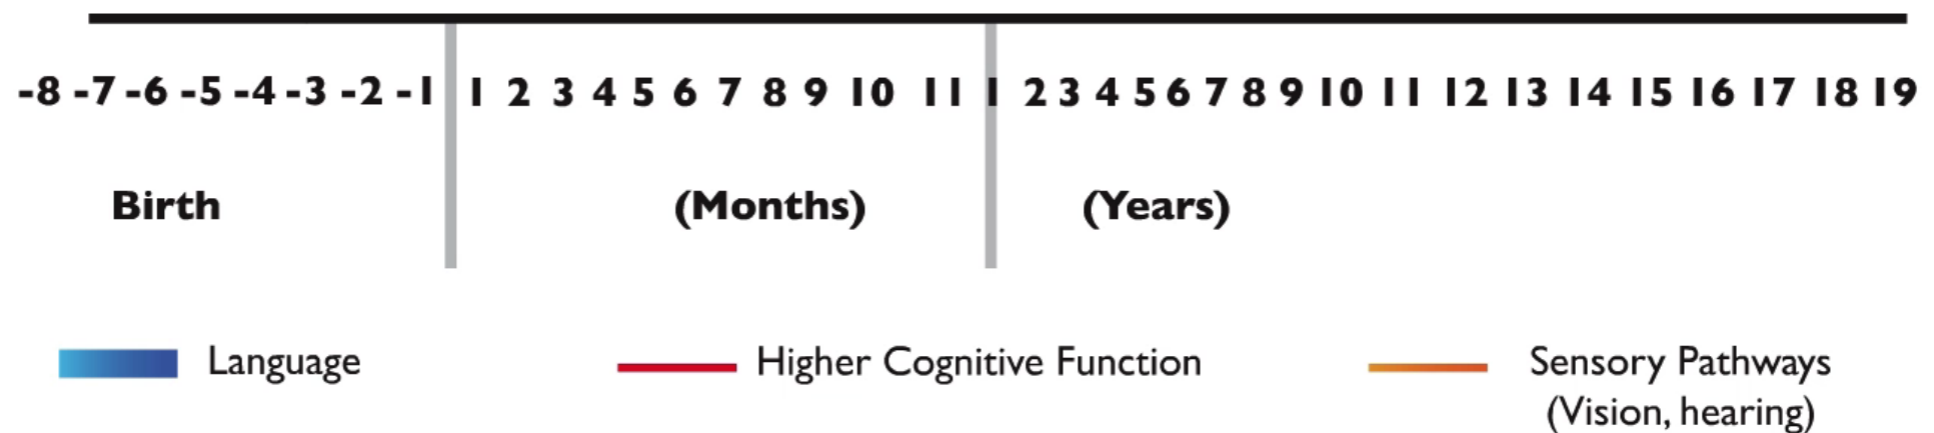 -8 -7 -6 -5 -4 -3 -2 -1 1 2 3 4 5 6 7 8 9 10 11 1 2 3 4 5 6 7 8 9 10 11 12 13 14 15 16 17 18 19
Birth (Months) (Years)
Language Higher Cognitive Function Sensory Pathways
(Vision, hearing)